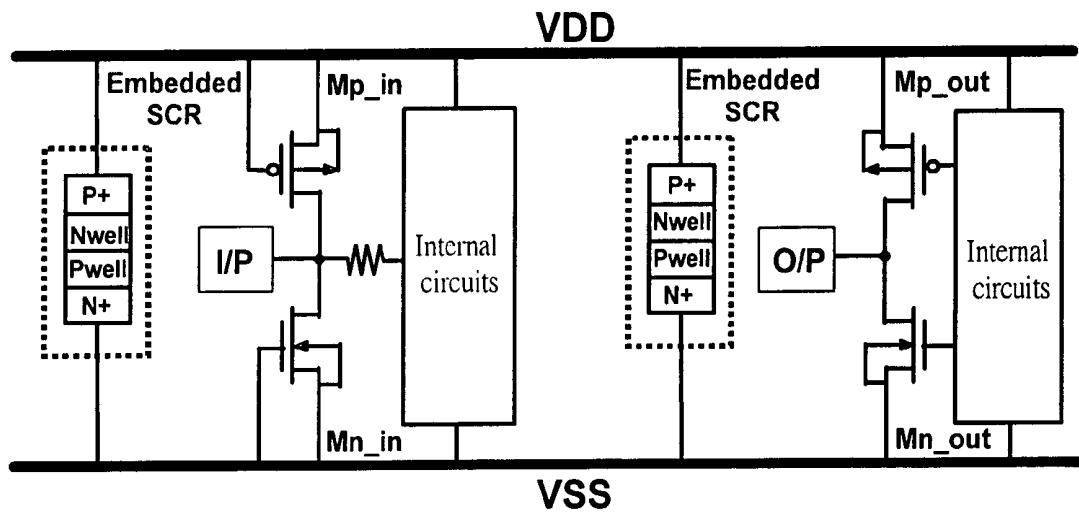 VDD
Embedded
SCR
Mp_in
P+
Nwell
Pwell
N+
I/P
Internal
circuits
Mn_in
Embedded
SCR
Mp_out
P+
Nwell
Pwell
N+
O/P
Internal
circuits
Mn_out
VSS